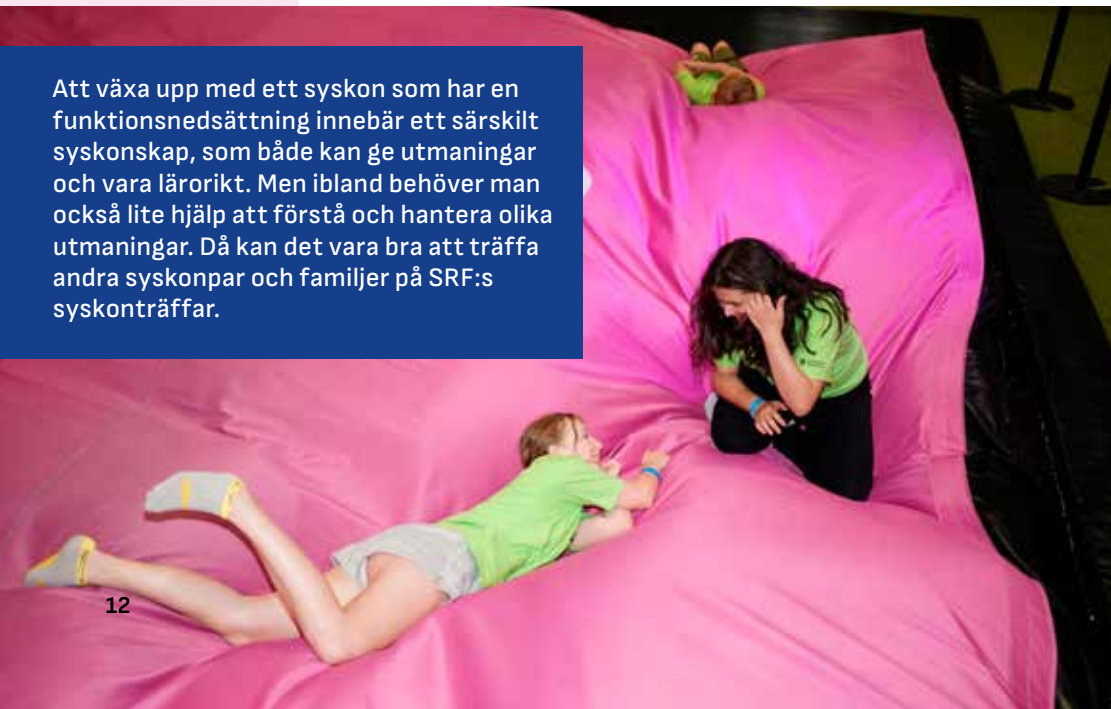 Att växa upp med ett syskon som har en
funktionsnedsättning innebär ett särskilt
syskonskap, som både kan ge utmaningar
och vara lärorikt. Men ibland behöver man
också lite hjälp att förstå och hantera olika
utmaningar. Då kan det vara bra att träffa
andra syskonpar och familjer på SRF:s
syskonträffar.
12